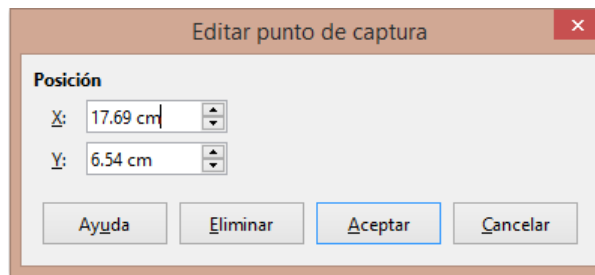 Editar punto de captura
Posición
X: 17.69 cm
Y: 6.54 cm
Ayuda Eliminar Aceptar Cancelar